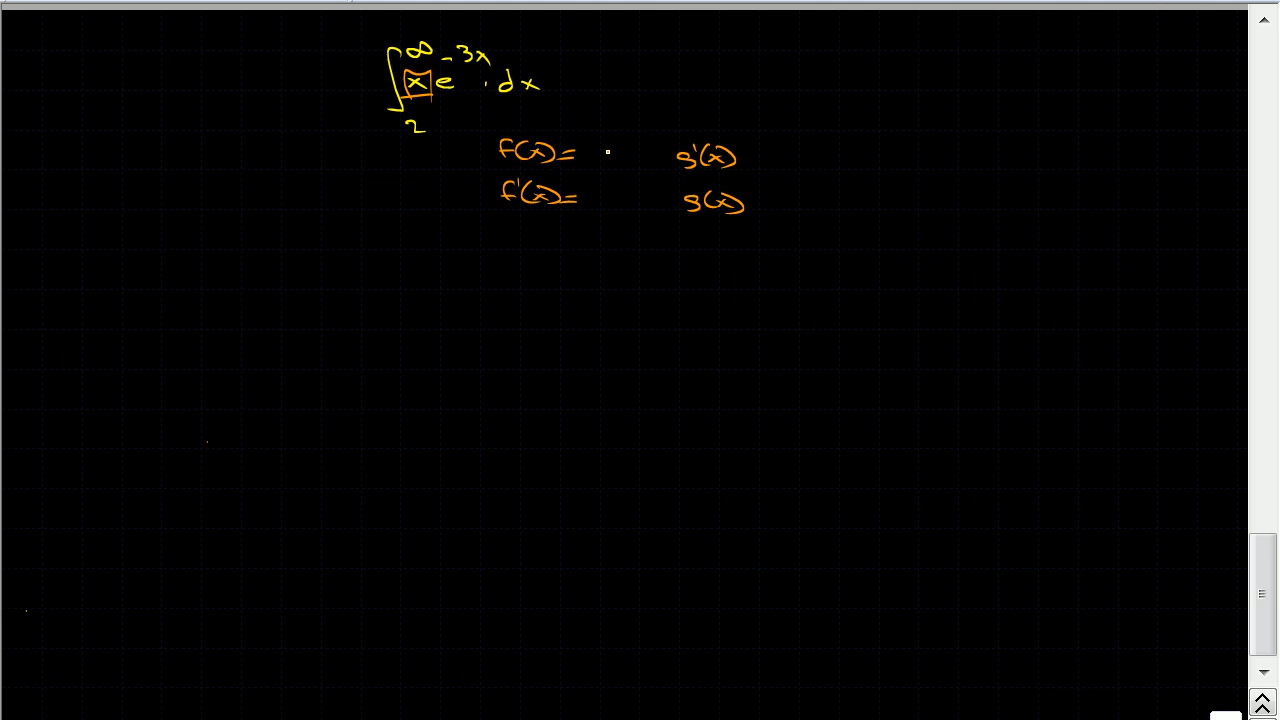 ∫₂^∞ x e^{-3x} · dx
f(x)= g'(x)
f'(x)= g(x)